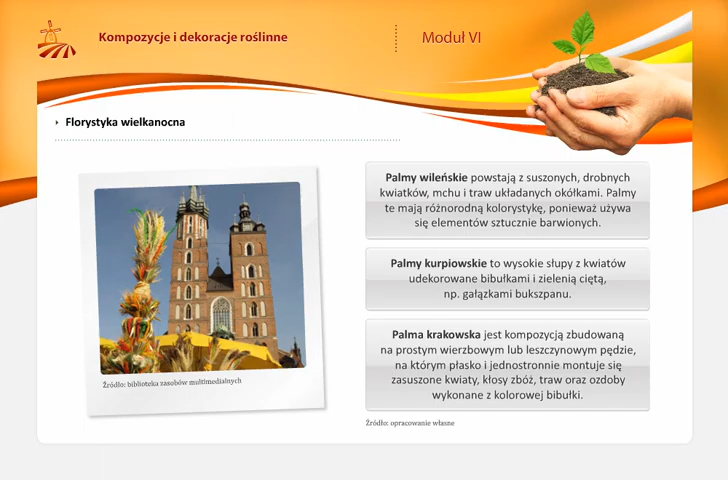 Kompozycje i dekoracje roślinne
Moduł VI
Florystyka wielkanocna
Palmy wileńskie powstają z suszonych, drobnych
kwiatków, mchu i traw układanych okółkami. Palmy
te mają różnorodną kolorystykę, ponieważ używa
się elementów sztucznie barwionych.
Palmy kurpiowskie to wysokie słupy z kwiatów
udekorowane bibułkami i zielenią ciętą,
np. gałązkami bukszpanu.
Palma krakowska jest kompozycją zbudowaną
na prostym wierzbowym lub leszczynowym pędzie,
na którym płasko i jednostronnie montuje się
zasuszone kwiaty, kłosy zbóż, traw oraz ozdoby
wykonane z kolorowej bibułki.
Źródło: biblioteka zasobów multimedialnych
Źródło: opracowanie własne